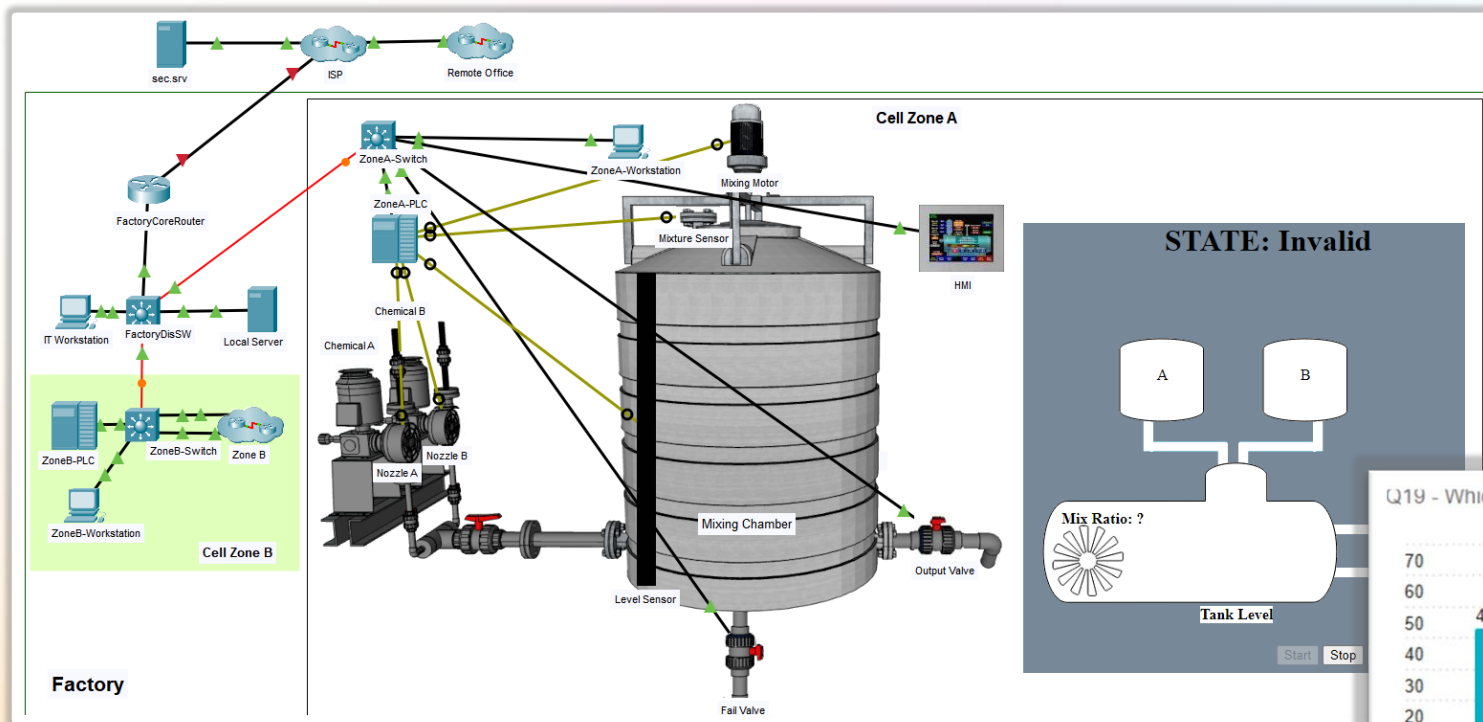 sec.srv
ISP
Remote Office
Cell Zone A
ZoneA-Switch
ZoneA-Workstation
Mixing Motor
ZoneA-PLC
FactoryCoreRouter
Mixture Sensor
STATE: Invalid
HMI
Chemical B
IT Workstation
FactoryDisSW
Local Server
Chemical A
A
B
ZoneB-PLC
ZoneB-Switch
Zone B
Nozzle B
Nozzle A
Q19 -
Mix Ratio: ?
Mixing Chamber
ZoneB-Workstation
Cell Zone B
Output Valve
Level Sensor
Tank Level
70
60
50
40
30
20
Start
Stop
Factory
Fail Valve